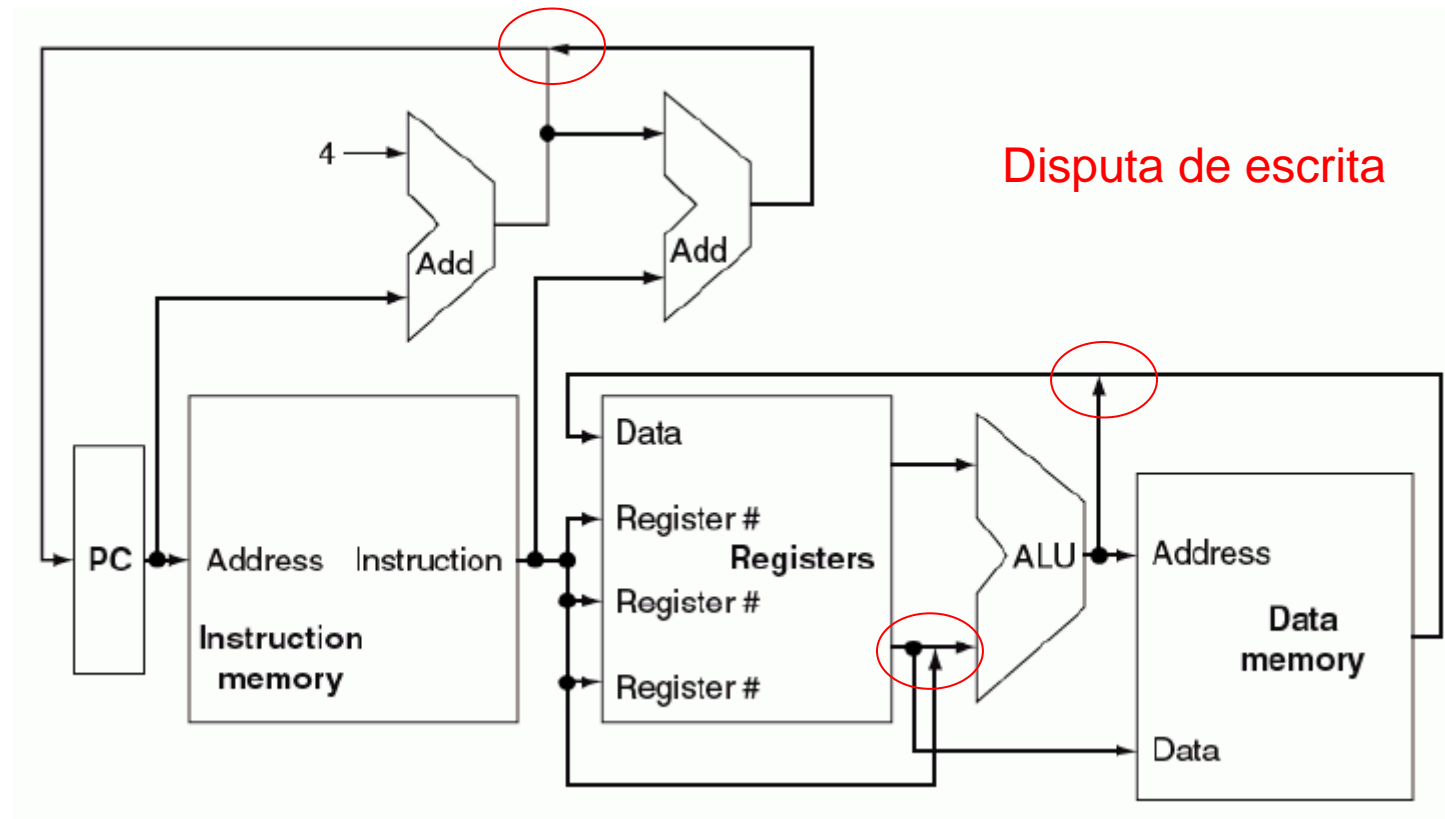 Disputa de escrita
4
Add
Add
PC
Address
Instruction
Instruction
memory
Data
Register #
Registers
Register #
Register #
ALU
Address
Data
memory
Data